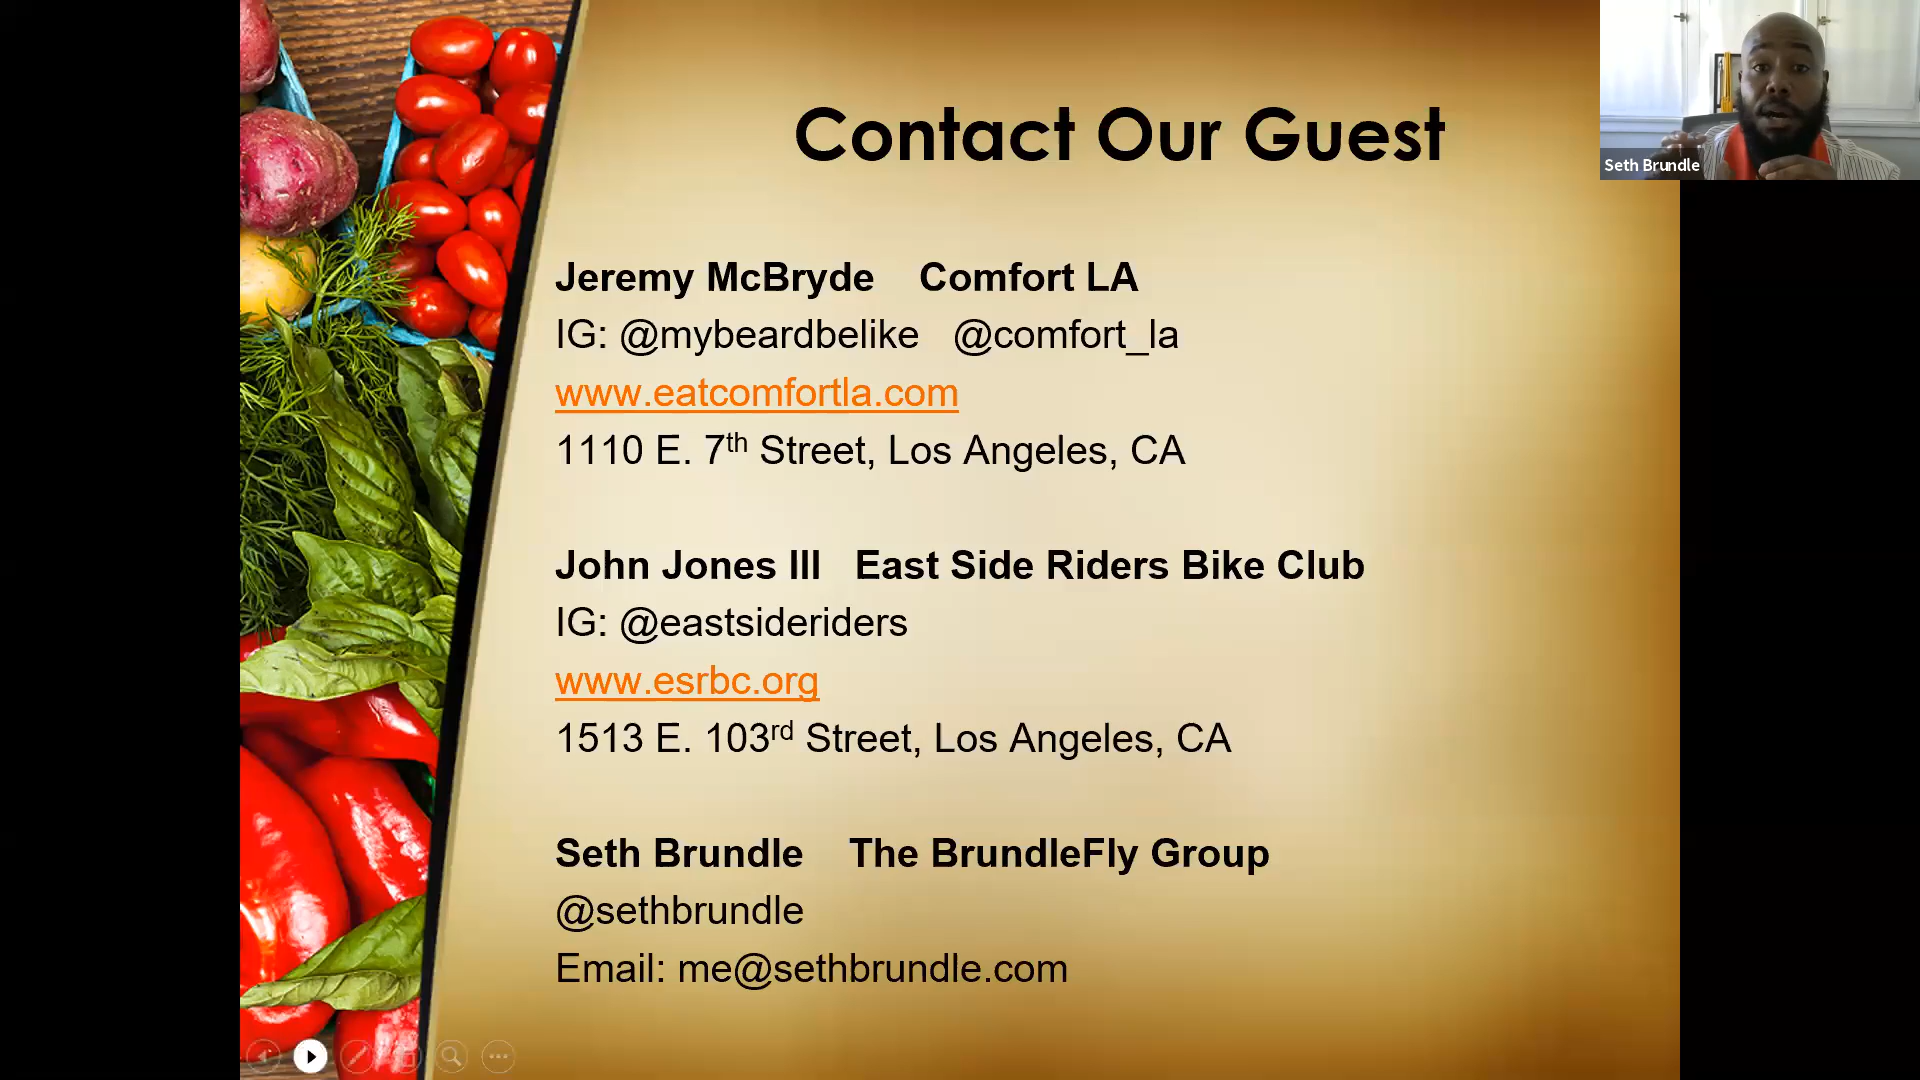 Contact Our Guest
Seth Brundle
Jeremy McBryde Comfort LA
IG: @mybeardbelike @comfort_la
www.eatcomfortla.com
1110 E. 7th Street, Los Angeles, CA
John Jones III East Side Riders Bike Club
IG: @eastsideriders
www.esrbc.org
1513 E. 103rd Street, Los Angeles, CA
Seth Brundle The BrundleFly Group
@sethbrundle
Email: me@sethbrundle.com